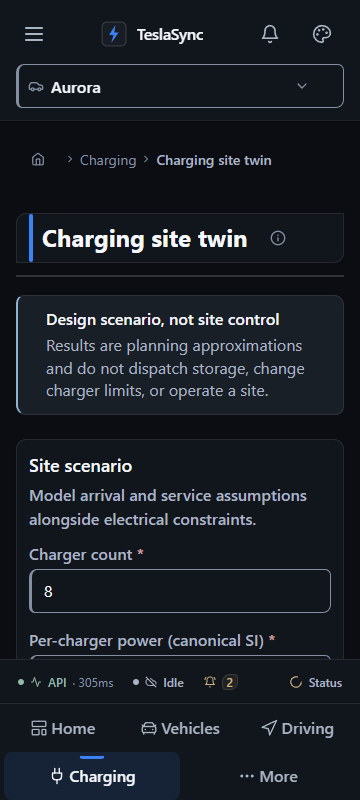 TeslaSync
Aurora
Charging
Charging site twin
Charging site twin
Design scenario, not site control
Results are planning approximations
and do not dispatch storage, change
charger limits, or operate a site.
Site scenario
Model arrival and service assumptions
alongside electrical constraints.
Charger count *
8
Per-charger power (canonical SI) *
API · 305ms
Idle
2
Status
Home
Vehicles
Driving
Charging
More